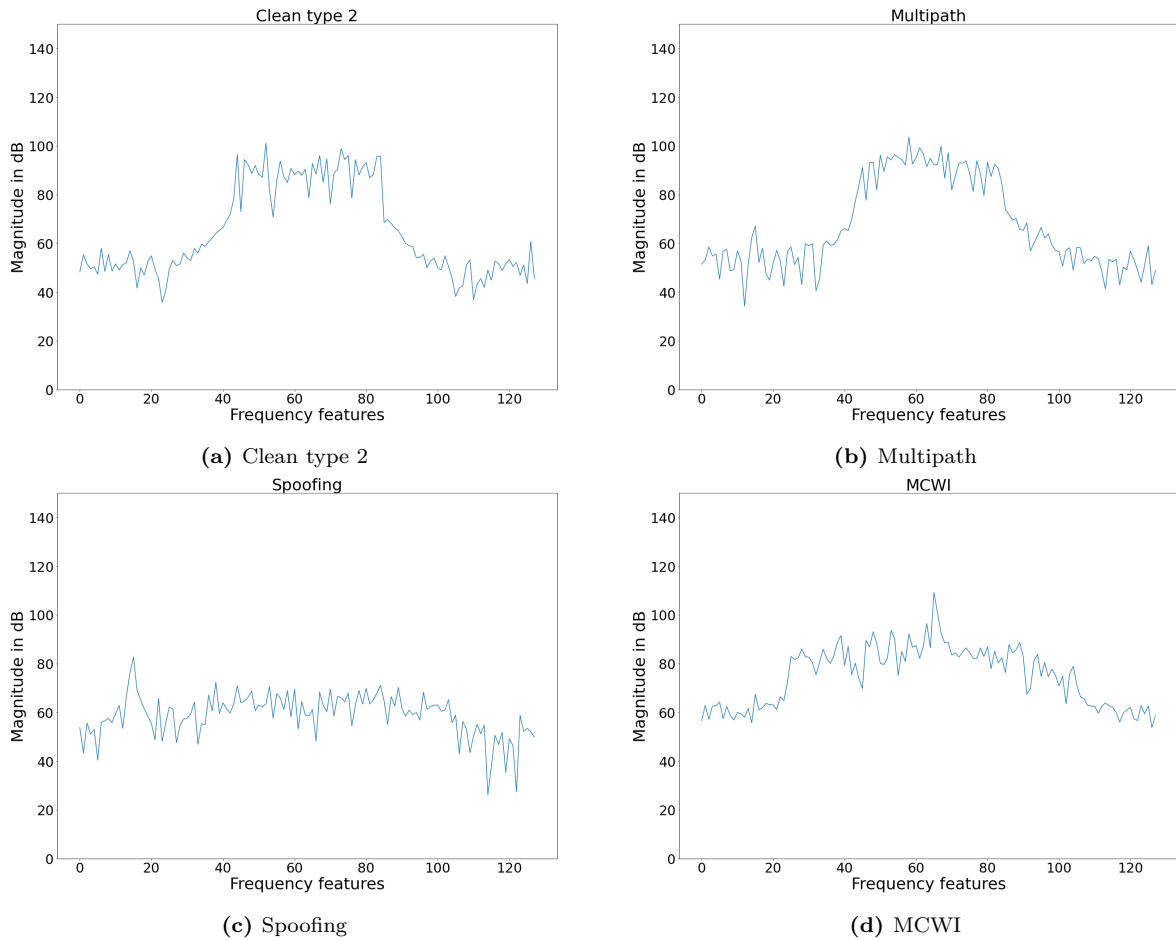 Clean type 2
Multipath
140
120
100
80
60
40
20
0
Magnitude in dB
0 20 40 60 80 100 120
Frequency features
140
120
100
80
60
40
20
0
Magnitude in dB
0 20 40 60 80 100 120
Frequency features
(a) Clean type 2
(b) Multipath
Spoofing
MCWI
140
120
100
80
60
40
20
0
Magnitude in dB
0 20 40 60 80 100 120
Frequency features
140
120
100
80
60
40
20
0
Magnitude in dB
0 20 40 60 80 100 120
Frequency features
(c) Spoofing
(d) MCWI